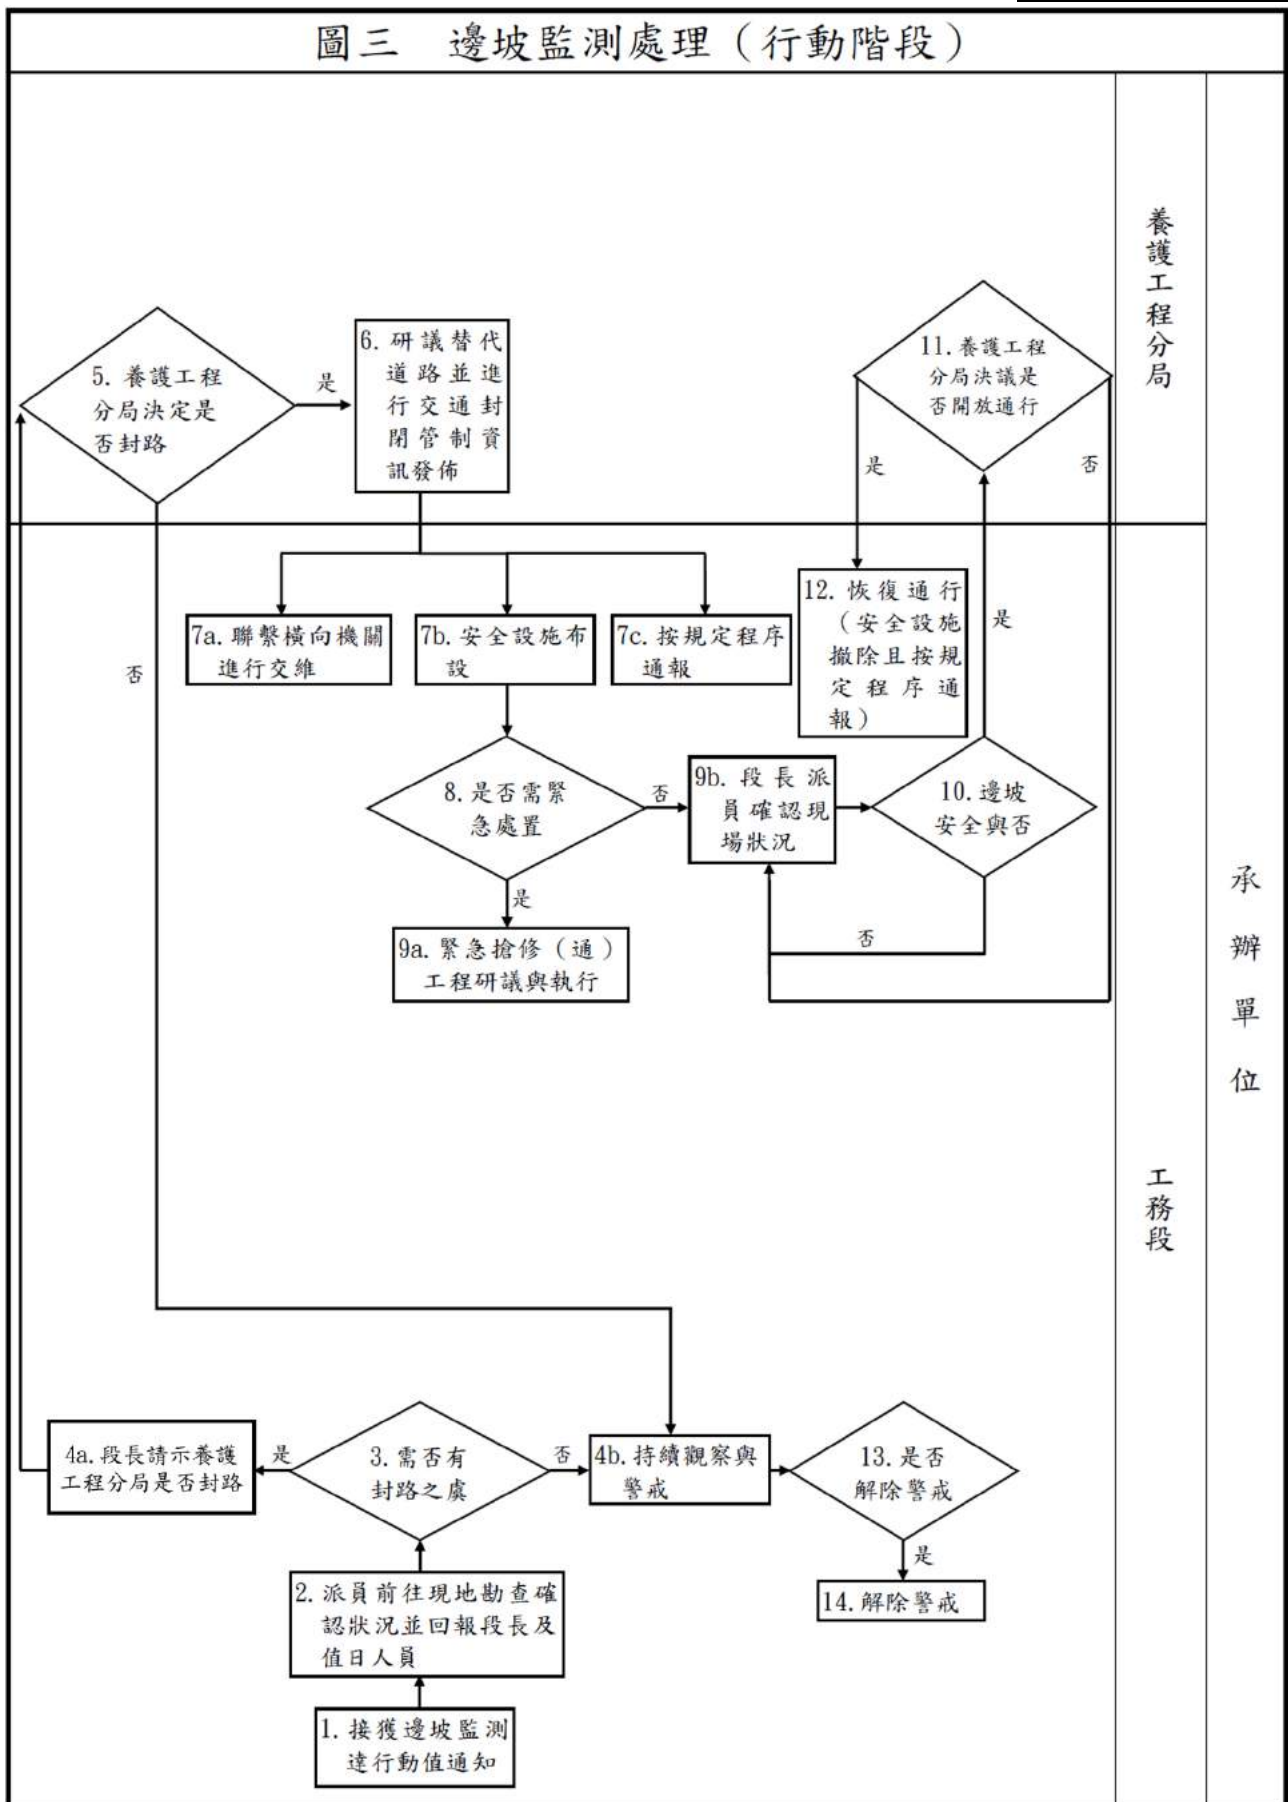 圖三 邊坡監測處理（行動階段）
養護工程分局
5. 養護工程
分局決定是
否封路
是
6. 研議替代
道路並進
行交通封
閉管制資
訊發佈
11. 養護工程
分局決議是
否開放通行
是
否
7a. 聯繫橫向機關
進行交維
7b. 安全設施布
設
7c. 按規定程序
通報
12. 恢復通行
（安全設施
撤除且按規
定程序通
報）
是
否
8. 是否需緊
急處置
否
9b. 段長派
員確認現
場狀況
10. 邊坡
安全與否
是
否
9a. 緊急搶修（通）
工程研議與執行
承辦單位
工務段
4a. 段長請示養護
工程分局是否封路
是
3. 需否有
封路之虞
否
4b. 持續觀察與
警戒
13. 是否
解除警戒
是
14. 解除警戒
2. 派員前往現地勘查確
認狀況並回報段長及
值日人員
1. 接獲邊坡監測
達行動值通知